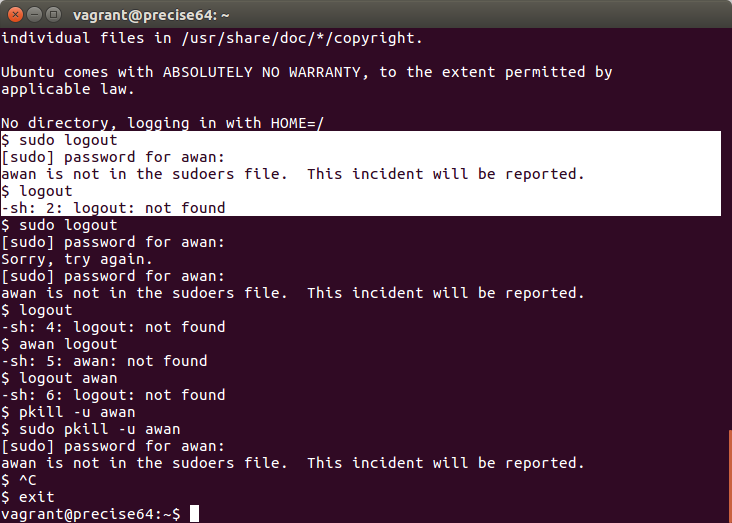 vagrant@precise64: ~
individual files in /usr/share/doc/*/copyright.
Ubuntu comes with ABSOLUTELY NO WARRANTY, to the extent permitted by
applicable law.
No directory, logging in with HOME=/
$ sudo logout
[sudo] password for awan:
awan is not in the sudoers file.  This incident will be reported.
$ logout
-sh: 2: logout: not found
$ sudo logout
[sudo] password for awan:
Sorry, try again.
[sudo] password for awan:
awan is not in the sudoers file.  This incident will be reported.
$ logout
-sh: 4: logout: not found
$ awan logout
-sh: 5: awan: not found
$ logout awan
-sh: 6: logout: not found
$ pkill -u awan
$ sudo pkill -u awan
[sudo] password for awan:
awan is not in the sudoers file.  This incident will be reported.
$ ^C
$ exit
vagrant@precise64:~$